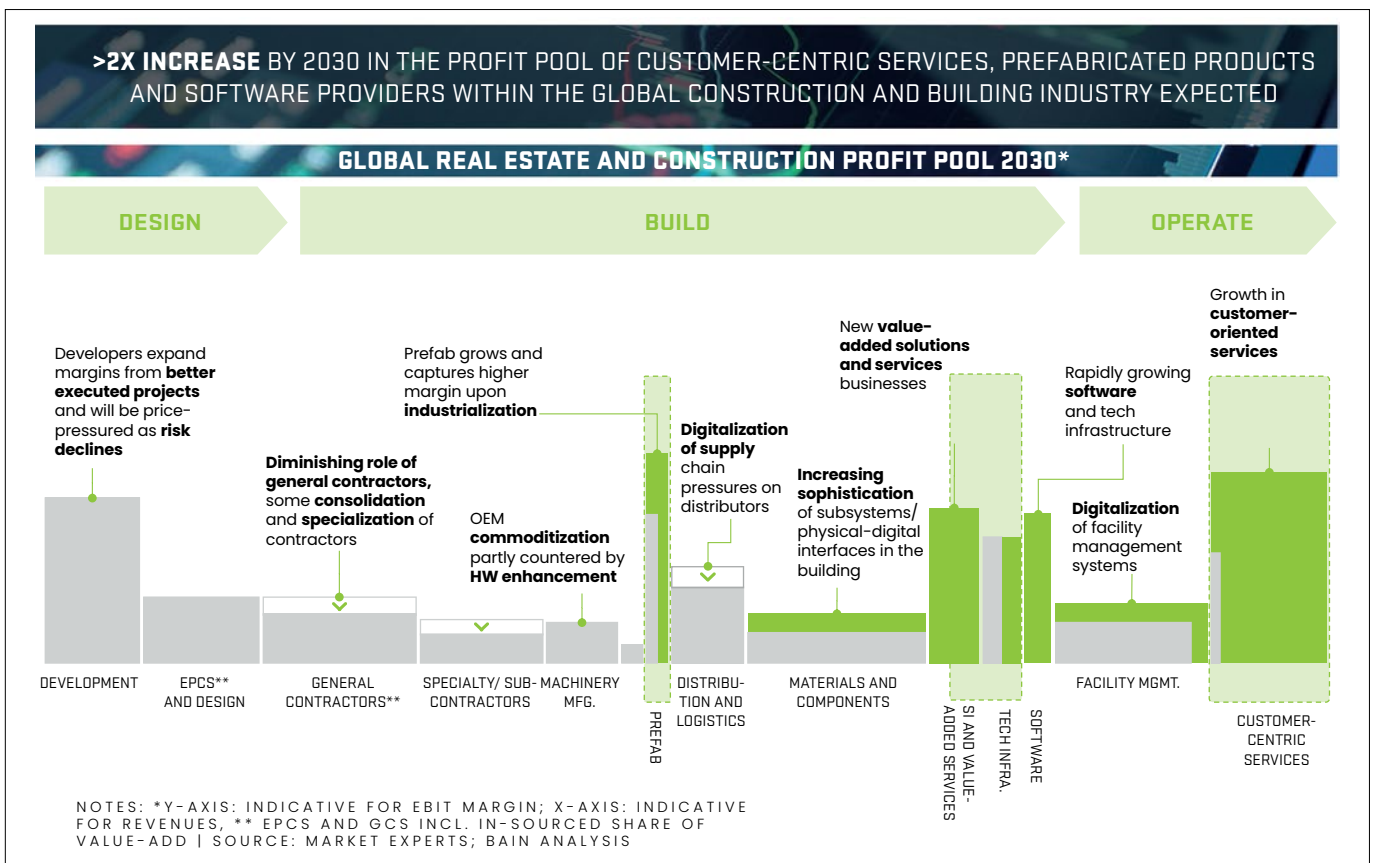 >2X INCREASE BY 2030 IN THE PROFIT POOL OF CUSTOMER-CENTRIC SERVICES, PREFABRICATED PRODUCTS
AND SOFTWARE PROVIDERS WITHIN THE GLOBAL CONSTRUCTION AND BUILDING INDUSTRY EXPECTED
GLOBAL REAL ESTATE AND CONSTRUCTION PROFIT POOL 2030*
DESIGN
BUILD
OPERATE
Developers expand
margins from better
executed projects
and will be price-
pressured as risk
declines
Diminishing role of
general contractors,
some consolidation
and specialization of
contractors
Prefab grows and
captures higher
margin upon
industrialization
OEM
commoditization
partly countered by
HW enhancement
Digitalization
of supply
chain
pressures on
distributors
Increasing
sophistication
of subsystems/
physical-digital
interfaces in the
building
New value-
added solutions
and services
businesses
Rapidly growing
software
and tech
infrastructure
Digitalization
of facility
management
systems
Growth in
customer-
oriented
services
DEVELOPMENT
EPCS**
AND DESIGN
GENERAL
CONTRACTORS**
SPECIALTY/ SUB-
CONTRACTORS
MACHINERY
MFG.
PREFAB
DISTRIBU-
TION AND
LOGISTICS
MATERIALS AND
COMPONENTS
SI AND VALUE-
ADDED SERVICES
TECH INFRA.
SOFTWARE
FACILITY MGMT.
CUSTOMER-
CENTRIC
SERVICES
NOTES: *Y-AXIS: INDICATIVE FOR EBIT MARGIN; X-AXIS: INDICATIVE
FOR REVENUES, ** EPCS AND GCS INCL. IN-SOURCED SHARE OF
VALUE-ADD | SOURCE: MARKET EXPERTS; BAIN ANALYSIS